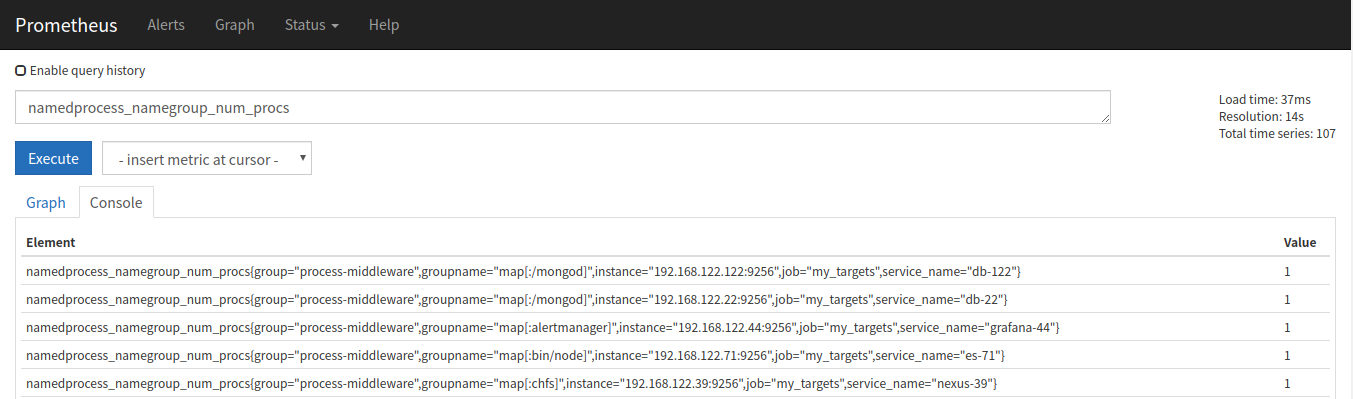 Prometheus Alerts Graph Status Help
Enable query history
namedprocess_namegroup_num_procs
Load time: 37ms
Resolution: 14s
Total time series: 107
Execute - insert metric at cursor -
Graph Console
Element Value
namedprocess_namegroup_num_procs{group="process-middleware",groupname="map[:/mongod]",instance="192.168.122.122:9256",job="my_targets",service_name="db-122"} 1
namedprocess_namegroup_num_procs{group="process-middleware",groupname="map[:/mongod]",instance="192.168.122.22:9256",job="my_targets",service_name="db-22"} 1
namedprocess_namegroup_num_procs{group="process-middleware",groupname="map[:alertmanager]",instance="192.168.122.44:9256",job="my_targets",service_name="grafana-44"} 1
namedprocess_namegroup_num_procs{group="process-middleware",groupname="map[:bin/node]",instance="192.168.122.71:9256",job="my_targets",service_name="es-71"} 1
namedprocess_namegroup_num_procs{group="process-middleware",groupname="map[:chfs]",instance="192.168.122.39:9256",job="my_targets",service_name="nexus-39"} 1